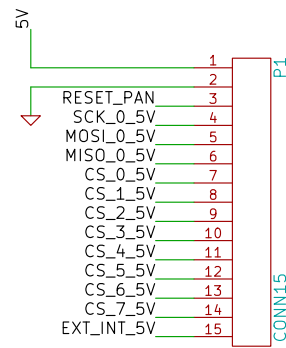 5V
P1
1
2
RESET_PAN 3
SCK_0_5V 4
MOSI_0_5V 5
MISO_0_5V 6
CS_0_5V 7
CS_1_5V 8
CS_2_5V 9
CS_3_5V 10
CS_4_5V 11
CS_5_5V 12
CS_6_5V 13
CS_7_5V 14
EXT_INT_5V 15
CONN15